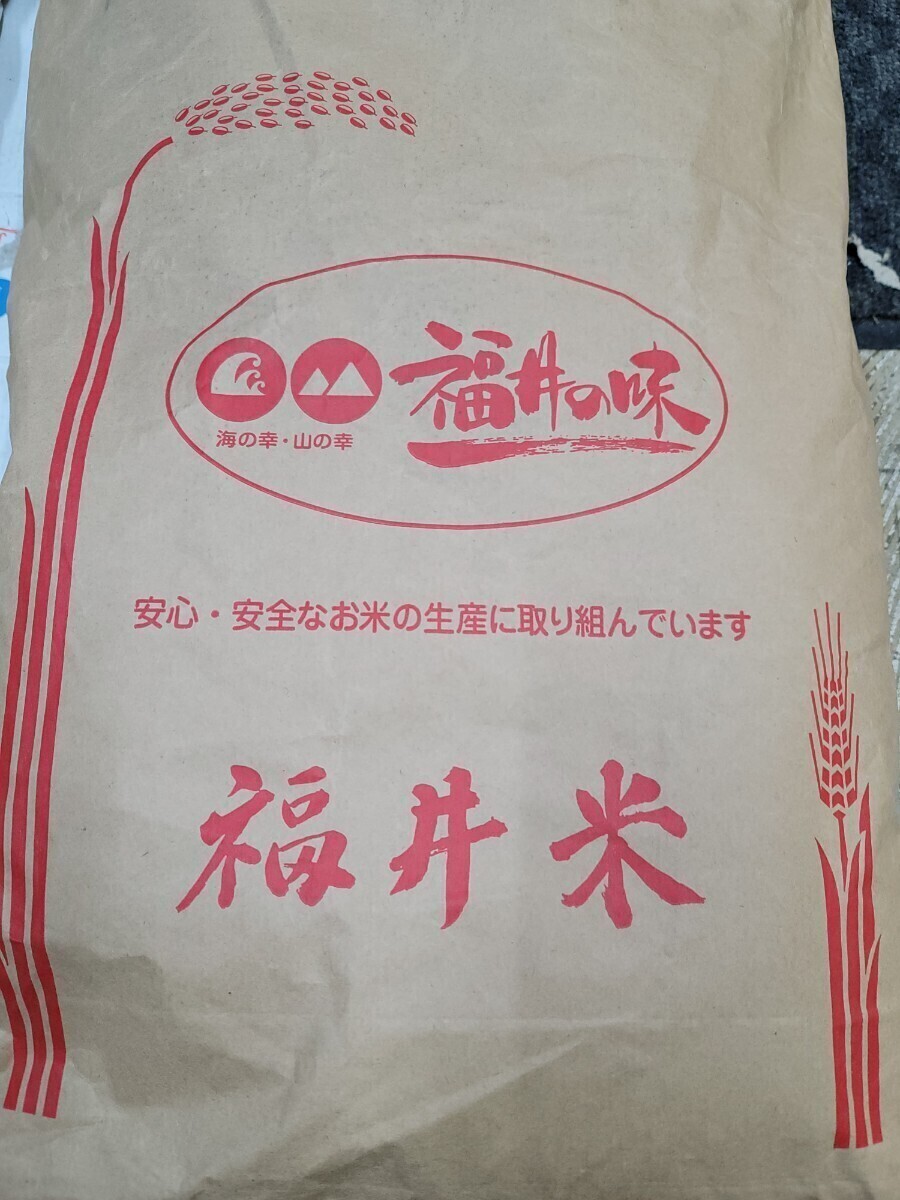 福井の味
海の幸・山の幸
安心・安全なお米の生産に取り組んでいます
福井米